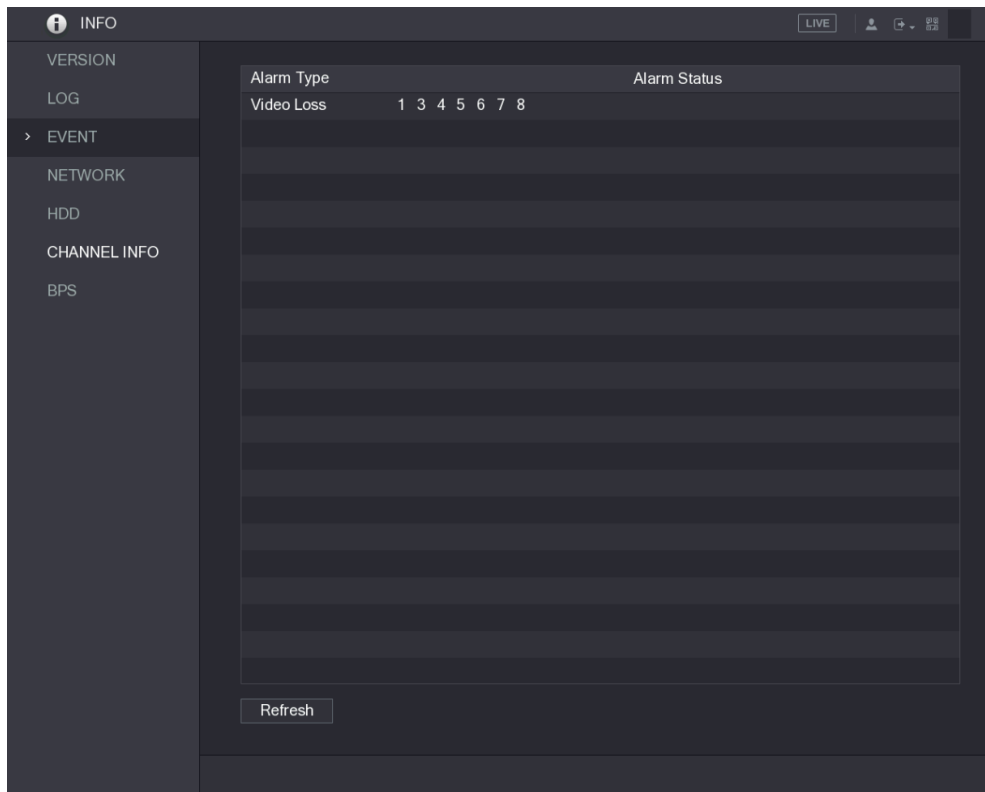 INFO
LIVE
VERSION
LOG
> EVENT
NETWORK
HDD
CHANNEL INFO
BPS
Alarm Type Alarm Status
Video Loss 1 3 4 5 6 7 8
Refresh